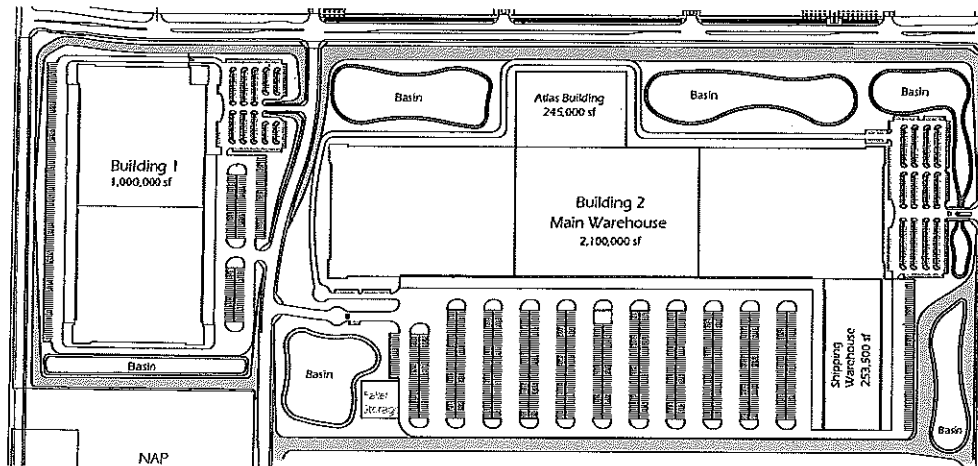 Basin
Atlas Building
245,000 sf
Basin
Basin
Building 1
1,000,000 sf
Building 2
Main Warehouse
2,100,000 sf
Basin
Basin
Storage
Shipping
Warehouse
253,500 sf
Basin
NAP